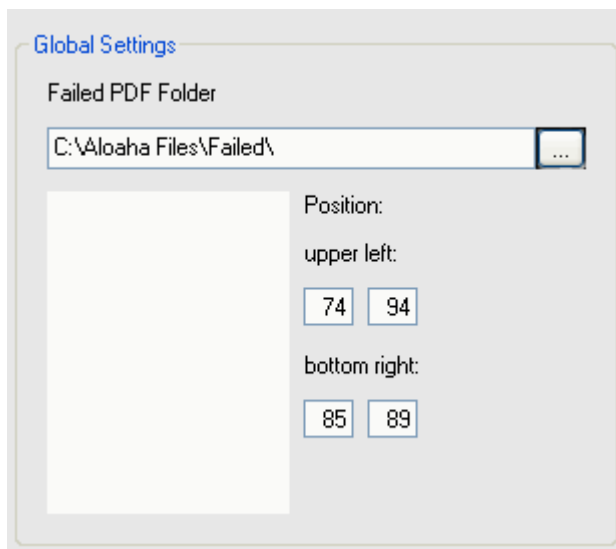 Global Settings
Failed PDF Folder
C:\Aloaha Files\Failed\ ...
Position:
upper left:
74 94
bottom right:
85 89